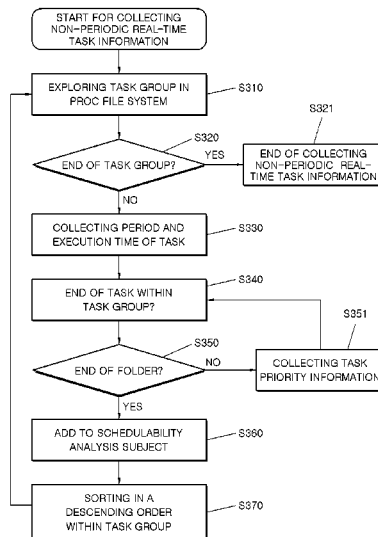 START FOR COLLECTING
NON-PERIODIC REAL-TIME
TASK INFORMATION
EXPLORING TASK GROUP IN
PROC FILE SYSTEM
S310
S320
END OF TASK GROUP?
YES
S321
END OF COLLECTING
NON-PERIODIC REAL-
TIME TASK INFORMATION
NO
COLLECTING PERIOD AND
EXECUTION TIME OF TASK
S330
END OF TASK WITHIN
TASK GROUP?
S340
S350
END OF FOLDER?
NO
S351
COLLECTING TASK
PRIORITY INFORMATION
YES
ADD TO SCHEDULABILITY
ANALYSIS SUBJECT
S360
SORTING IN A
DESCENDING ORDER
WITHIN TASK GROUP
S370